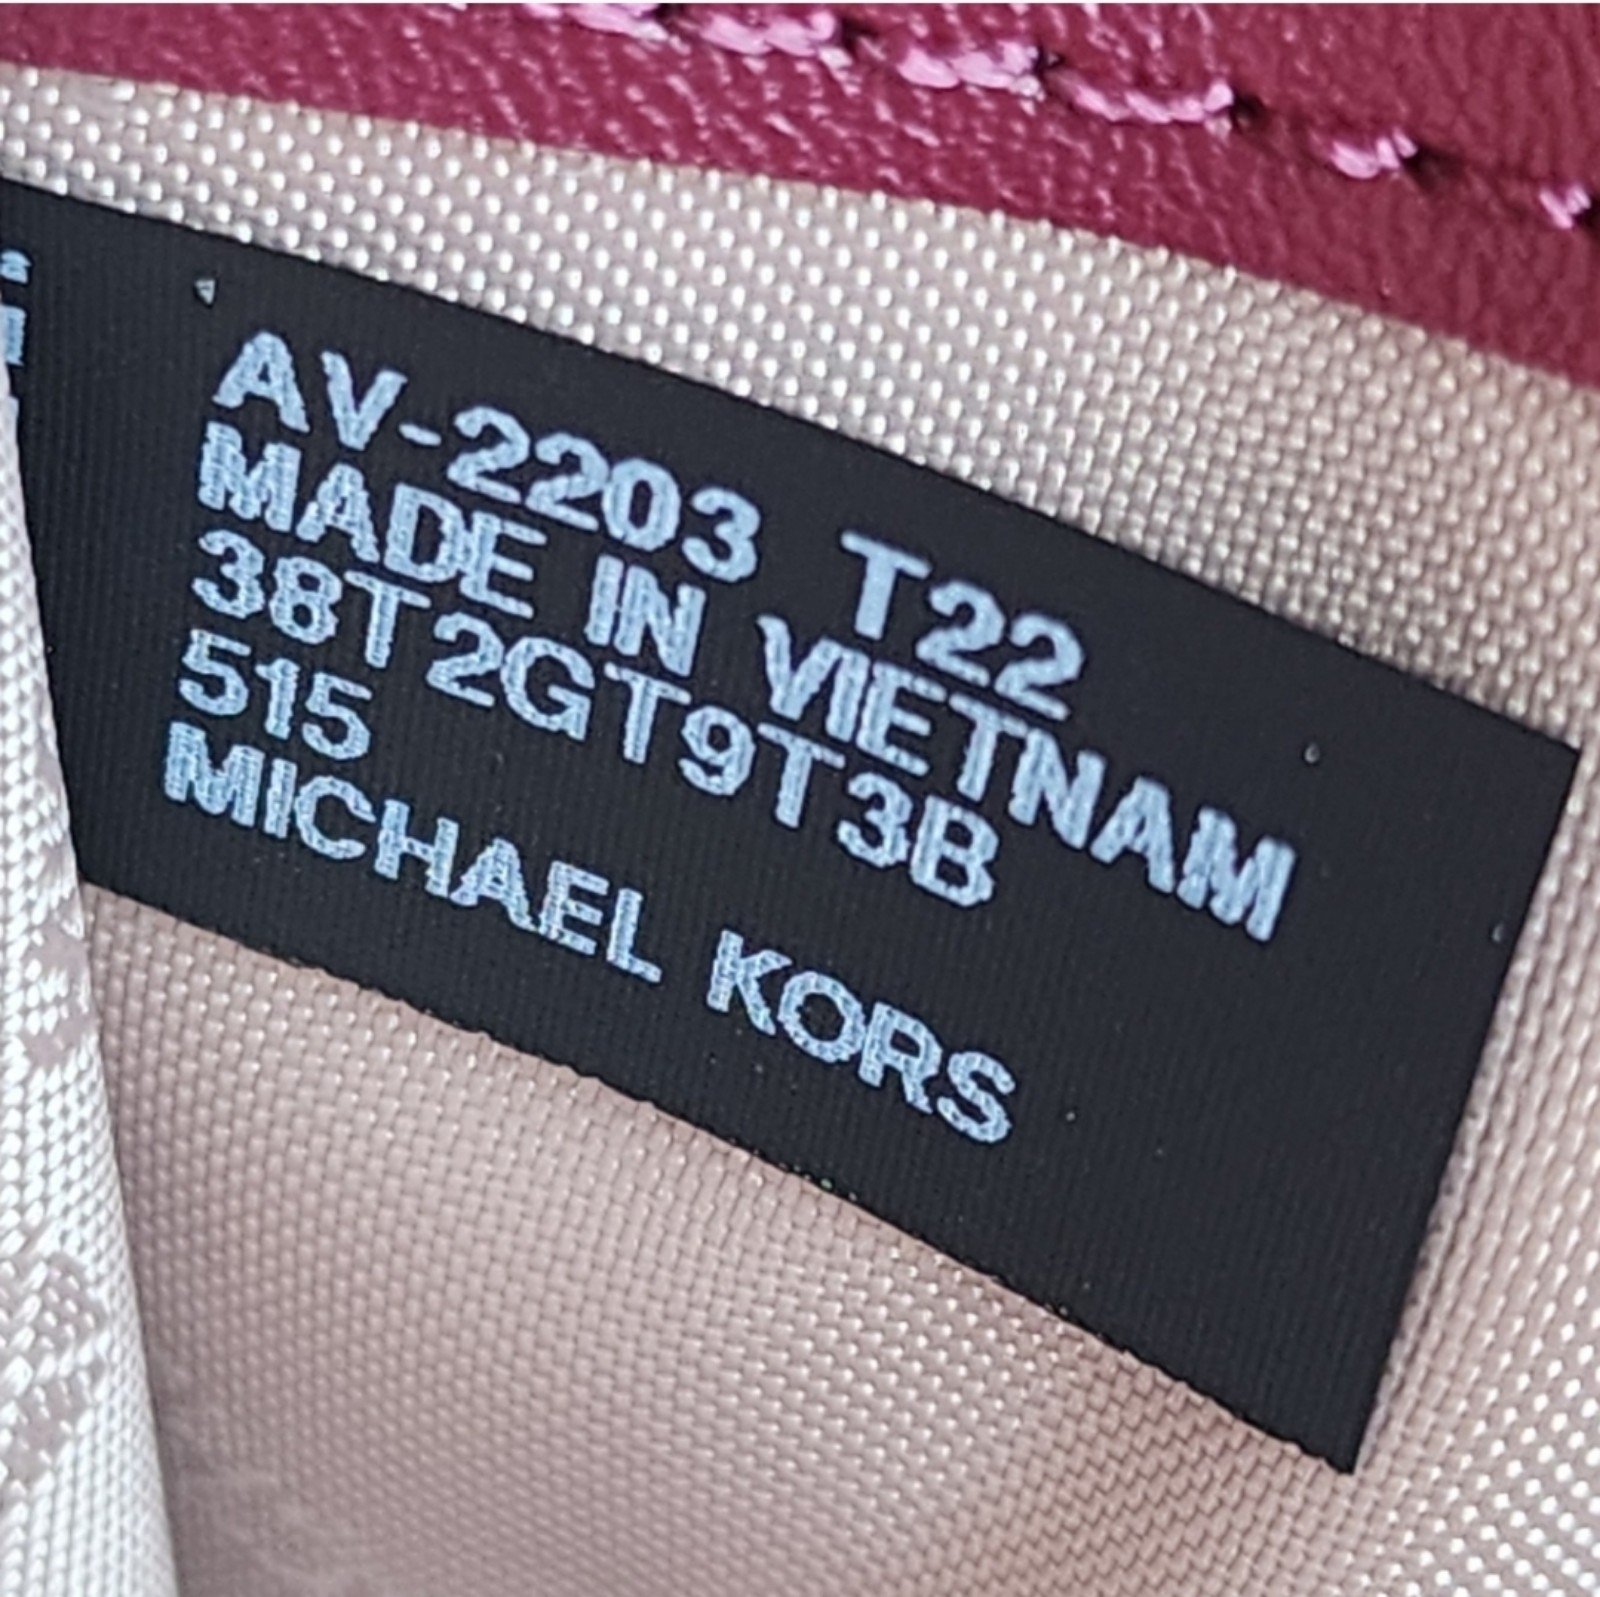 AV-2203 T22
MADE IN VIETNAM
38T2GT9T3B
515
MICHAEL KORS